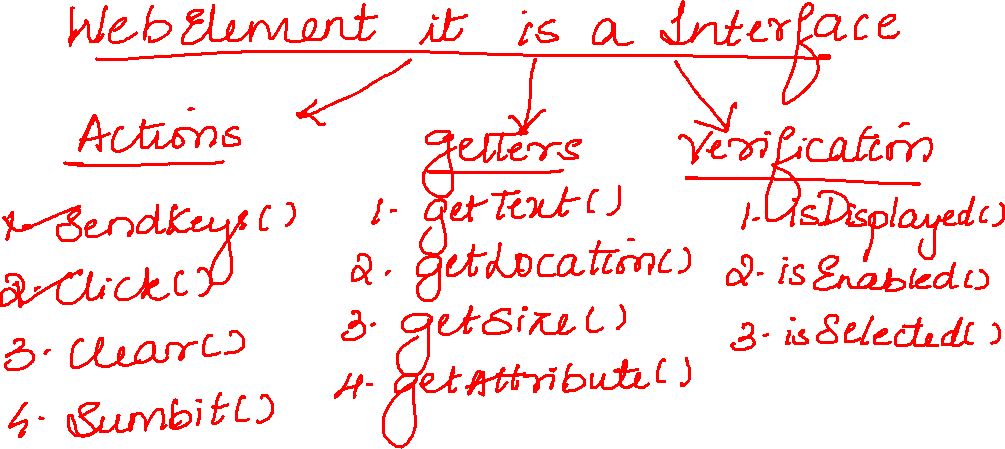 WebElement it is a Interface
Actions
1. Sendkeys()
2. Click()
3. Clear()
4. Sumbit()
getters
1. getText()
2. getLocation()
3. getSize()
4. getAttribute()
Verification
1. isDisplayed()
2. isEnabled()
3. isSelected()